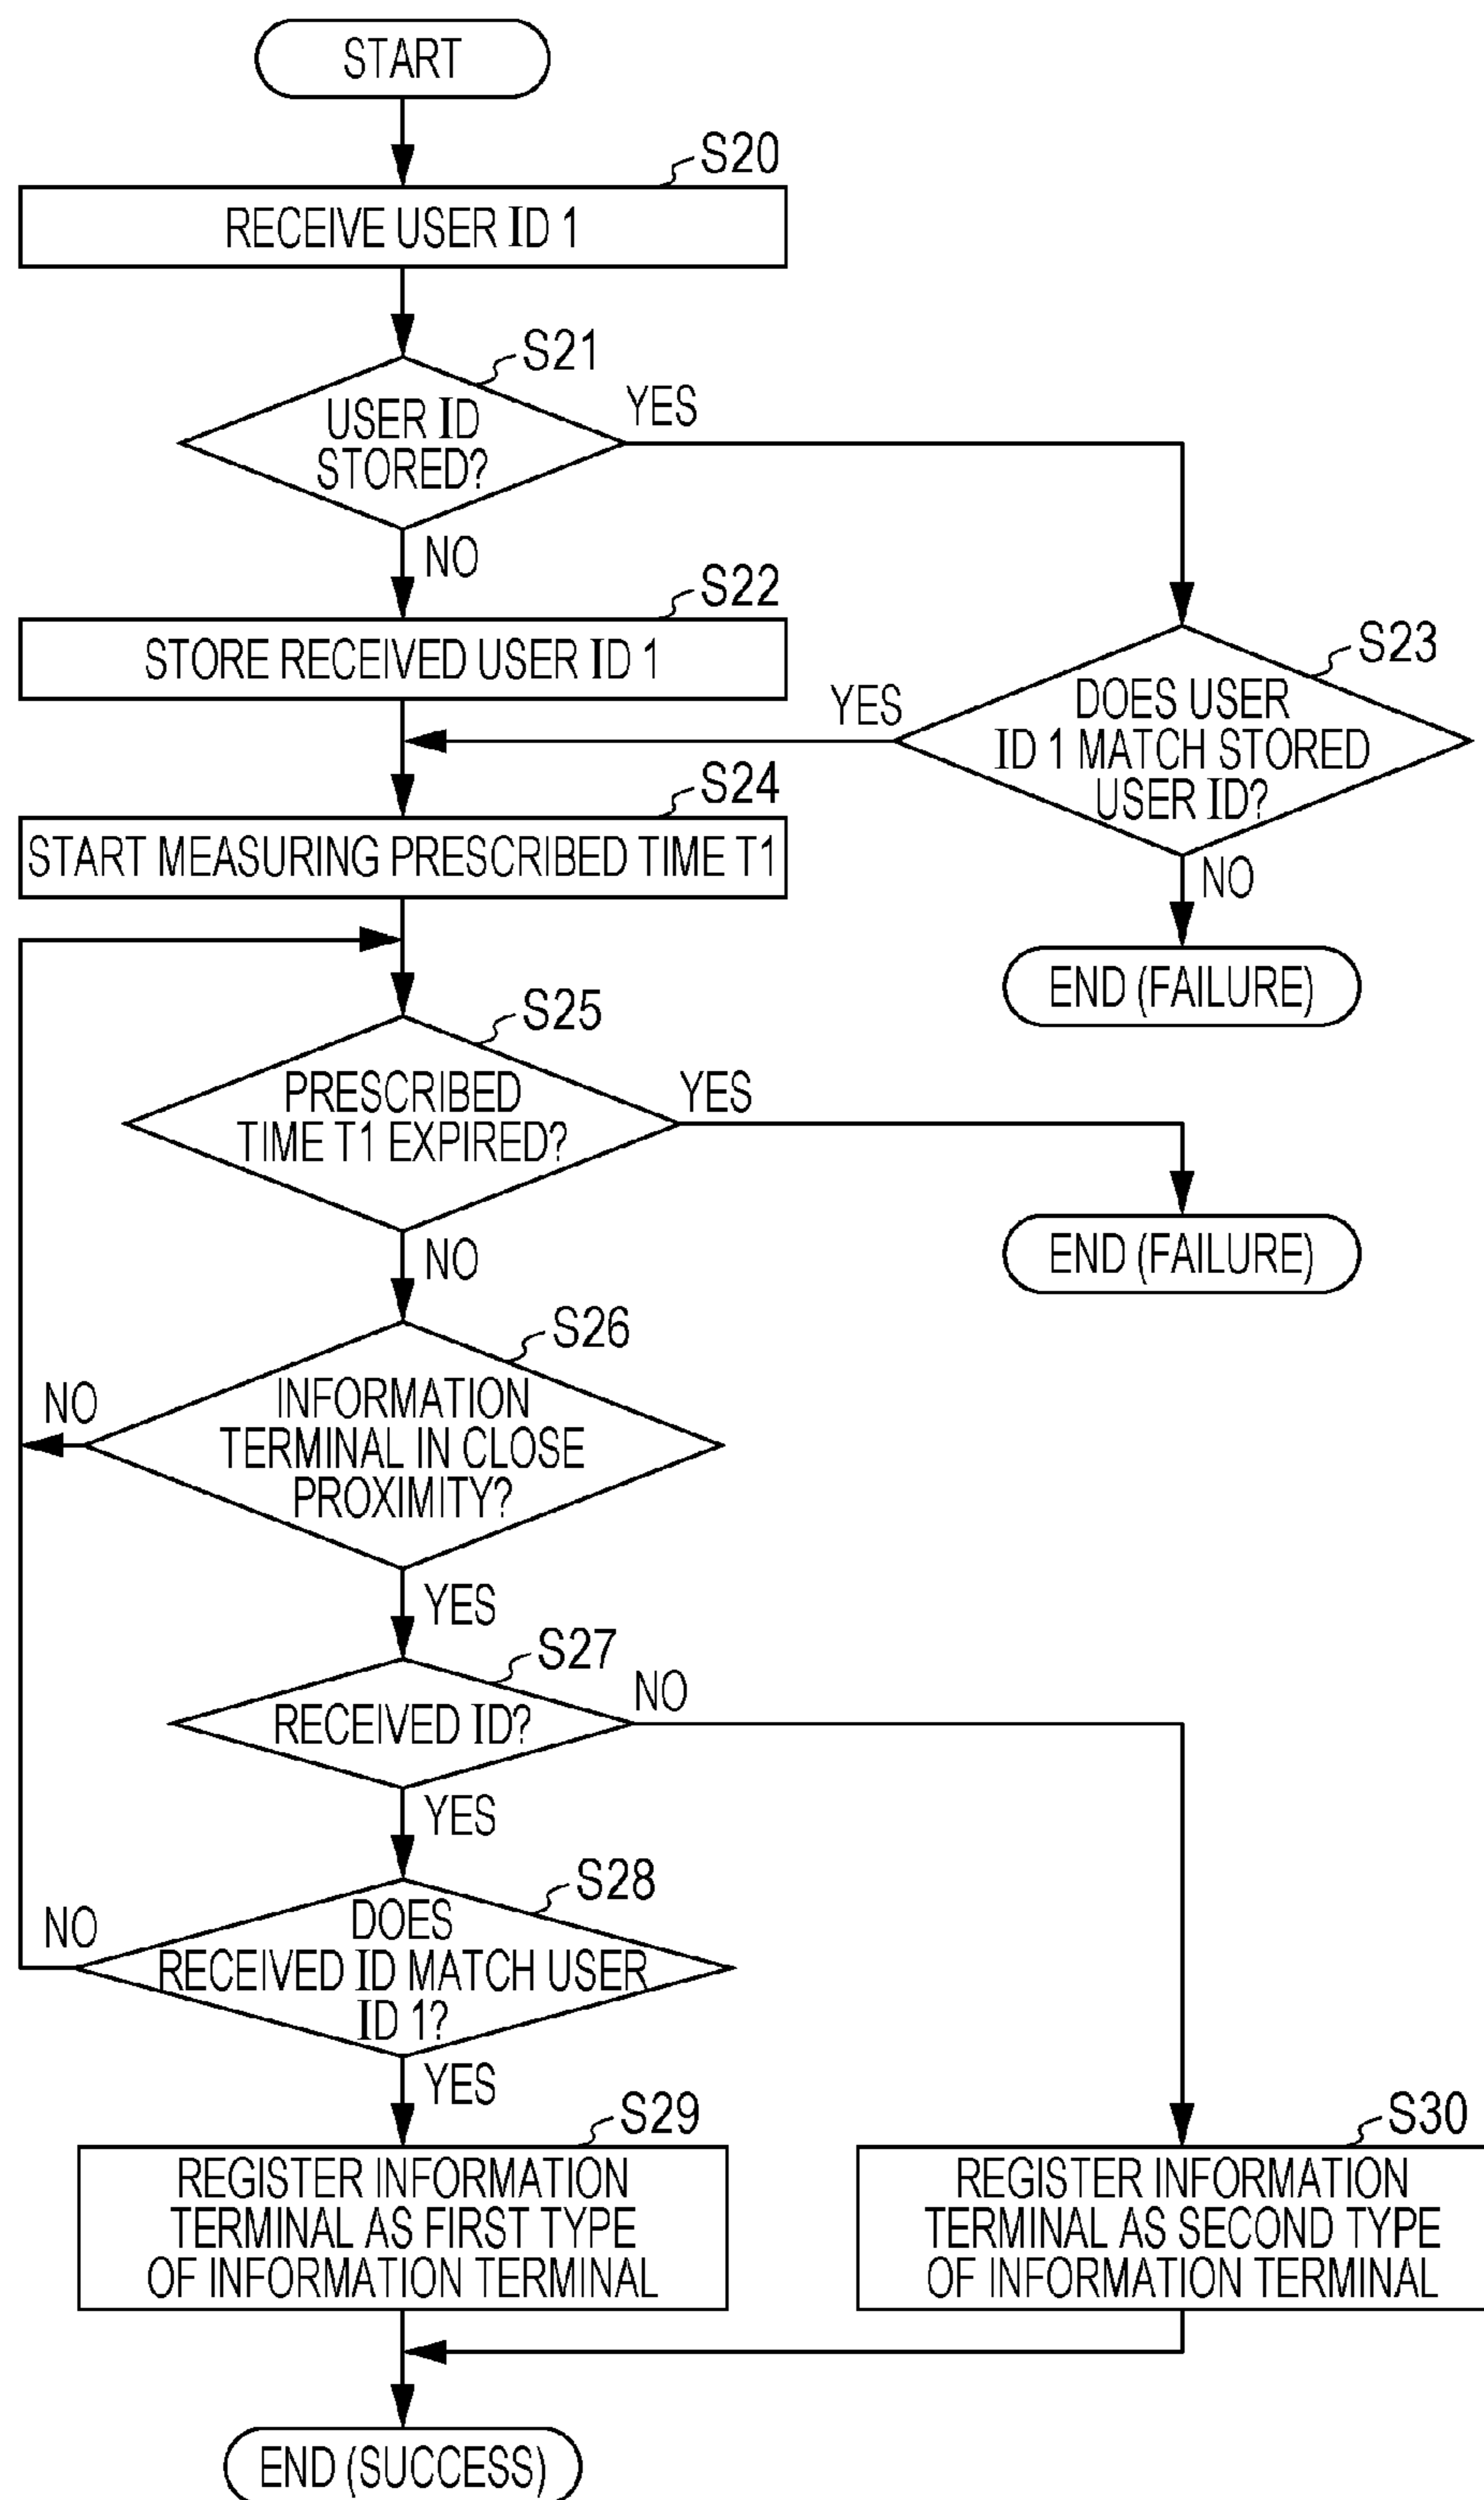 START
S20
RECEIVE USER ID 1
S21
USER ID
STORED?
YES
NO
S22
STORE RECEIVED USER ID 1
S23
DOES USER
ID 1 MATCH STORED
USER ID?
YES
NO
END (FAILURE)
S24
START MEASURING PRESCRIBED TIME T1
S25
PRESCRIBED
TIME T1 EXPIRED?
YES
END (FAILURE)
NO
S26
INFORMATION
TERMINAL IN CLOSE
PROXIMITY?
NO
YES
S27
RECEIVED ID?
NO
YES
S28
DOES
RECEIVED ID MATCH USER
ID 1?
NO
YES
S29
REGISTER INFORMATION
TERMINAL AS FIRST TYPE
OF INFORMATION TERMINAL
S30
REGISTER INFORMATION
TERMINAL AS SECOND TYPE
OF INFORMATION TERMINAL
END (SUCCESS)